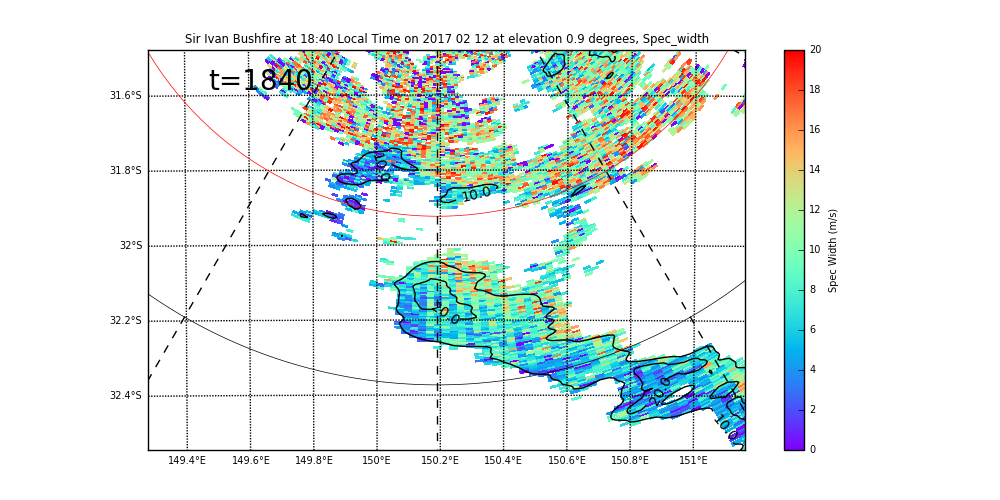 Sir Ivan Bushfire at 18:40 Local Time on 2017 02 12 at elevation 0.9 degrees, Spec_width
t=1840
31.6°S
31.8°S
32°S
32.2°S
32.4°S
149.4°E 149.6°E 149.8°E 150°E 150.2°E 150.4°E 150.6°E 150.8°E 151°E
10.0
20
18
16
14
12
10
8
6
4
2
0
Spec Width (m/s)